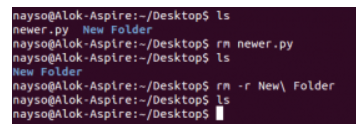 nayso@Alok-Aspire:~/Desktop$ ls
newer.py  New Folder
nayso@Alok-Aspire:~/Desktop$ rm newer.py
nayso@Alok-Aspire:~/Desktop$ ls
New Folder
nayso@Alok-Aspire:~/Desktop$ rm -r New\ Folder
nayso@Alok-Aspire:~/Desktop$ ls
nayso@Alok-Aspire:~/Desktop$